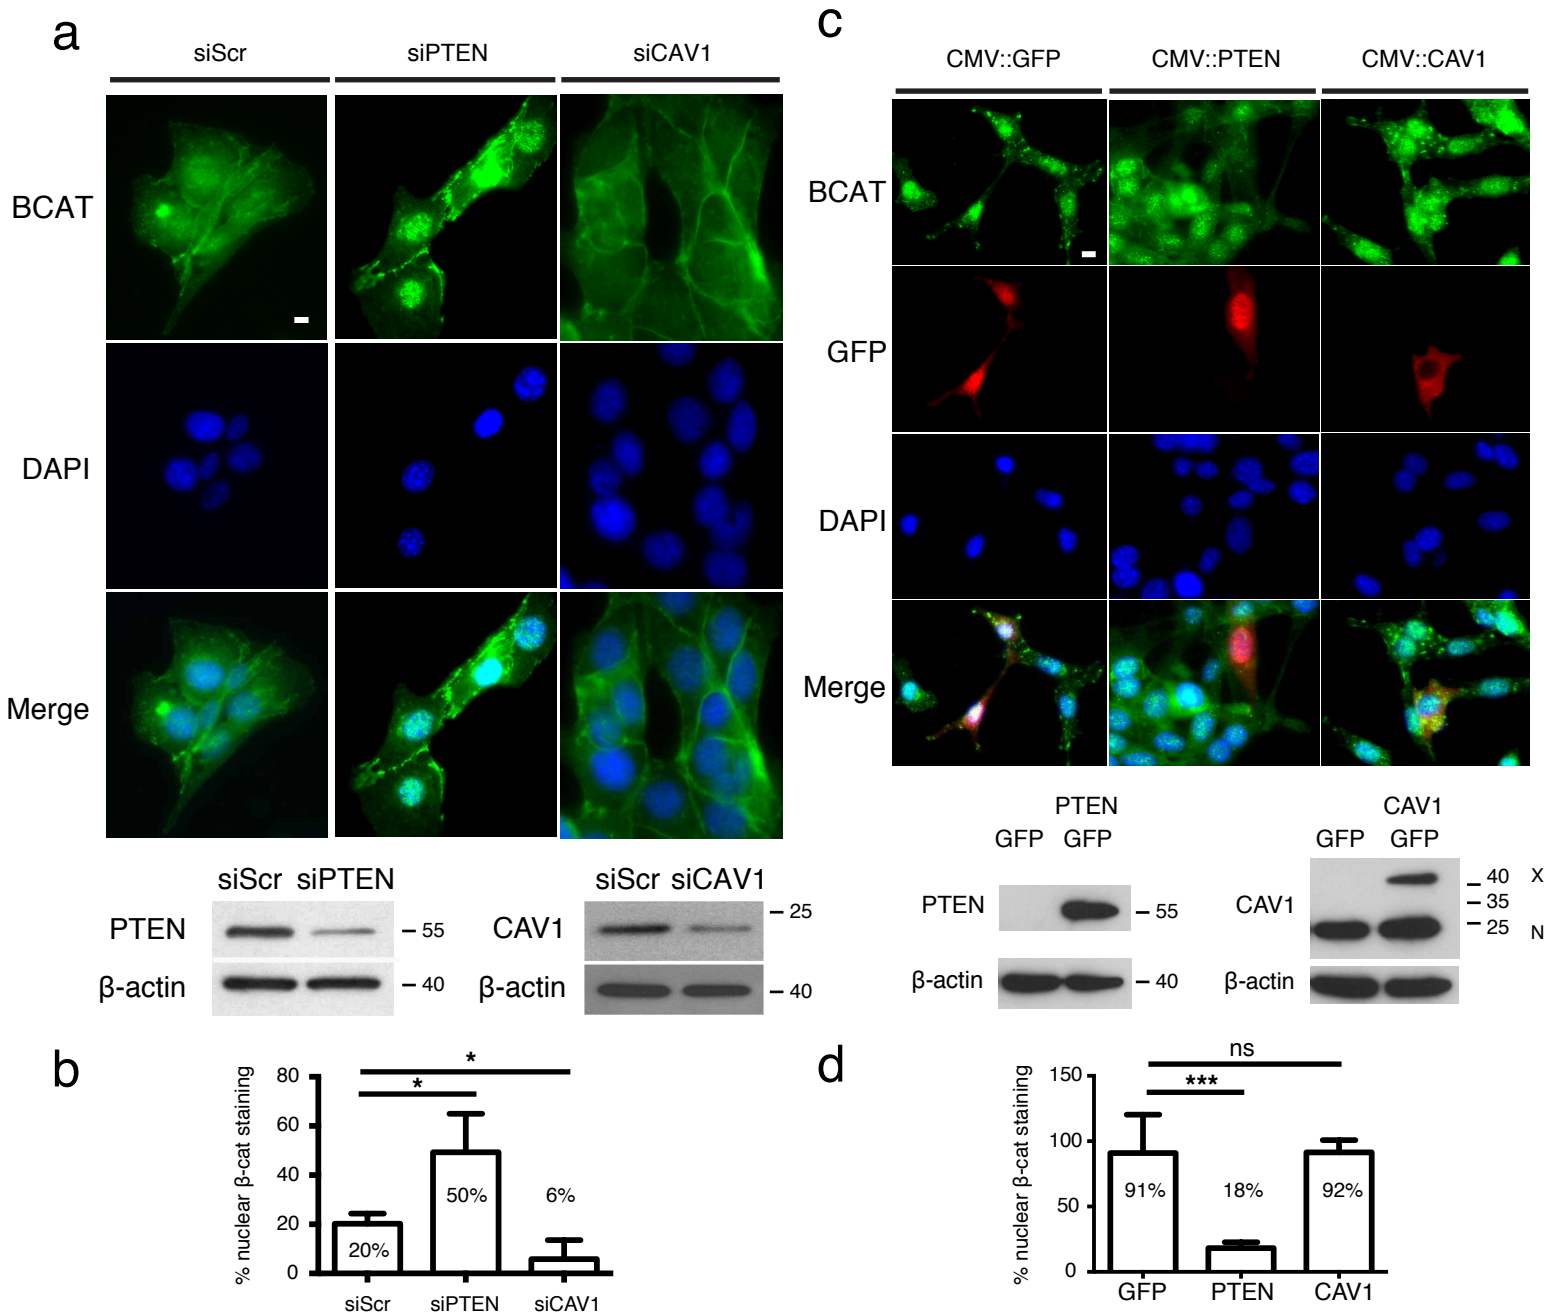 a
siScr siPTEN siCAV1
BCAT
DAPI
Merge
siScr siPTEN
PTEN
– 55
β-actin
– 40
siScr siCAV1
CAV1
– 25
β-actin
– 40
b
% nuclear β-cat staining
80
60
40
20
0
*
*
20%
50%
6%
siScr siPTEN siCAV1
c
CMV::GFP CMV::PTEN CMV::CAV1
BCAT
GFP
DAPI
Merge
PTEN
GFP GFP
PTEN
– 55
β-actin
– 40
CAV1
GFP GFP
CAV1
– 40 X
– 35
– 25
N
β-actin
d
% nuclear β-cat staining
150
100
50
0
ns
***
91%
18%
92%
GFP PTEN CAV1